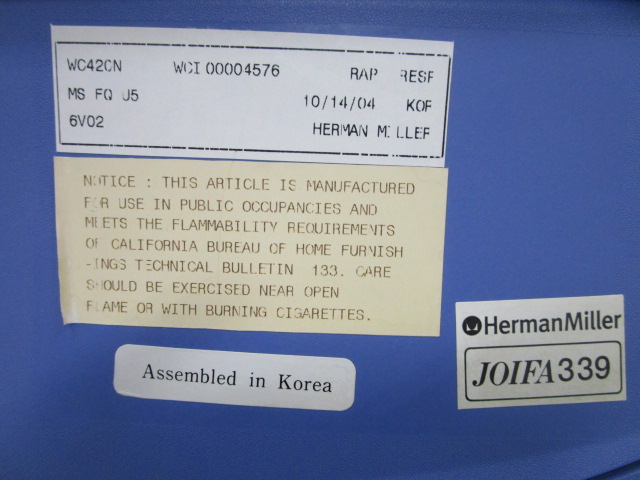 WC42CN WCI 00004576 RAP RESF
MS FQ U5 10/14/04 KOR
6V02 HERMAN MILLER
NOTICE : THIS ARTICLE IS MANUFACTURED
FOR USE IN PUBLIC OCCUPANCIES AND
MEETS THE FLAMMABILITY REQUIREMENTS
OF CALIFORNIA BUREAU OF HOME FURNISH
-INGS TECHNICAL BULLETIN 133. CARE
SHOULD BE EXERCISED NEAR OPEN
FLAME OR WITH BURNING CIGARETTES.
HermanMiller
JOIFA339
Assembled in Korea